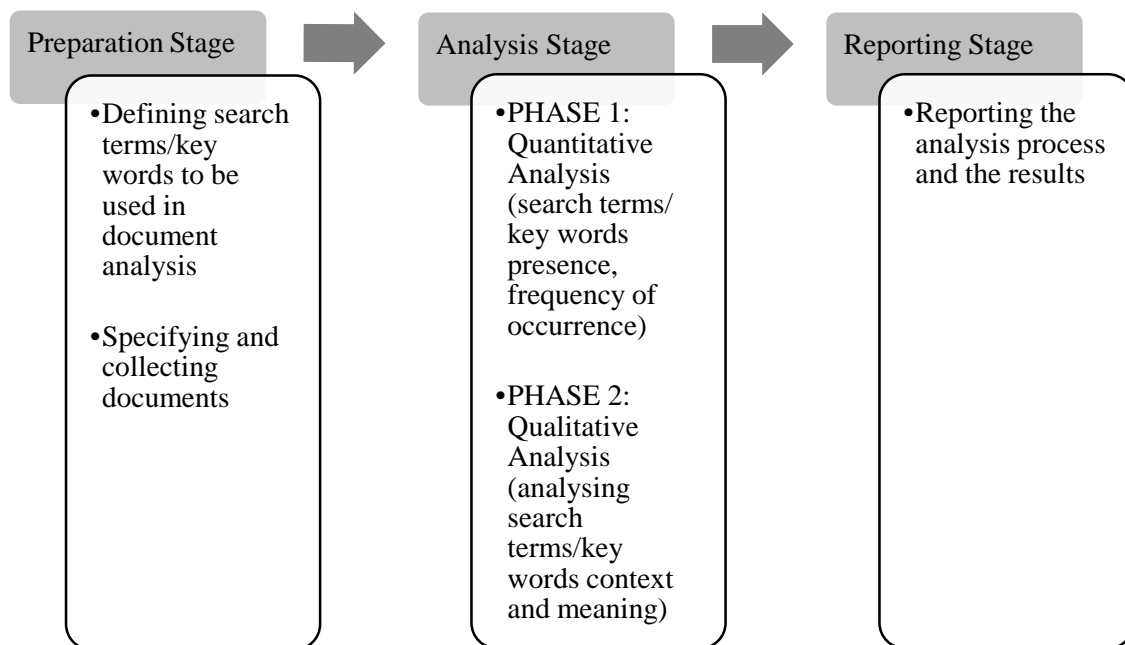 Preparation Stage
•Defining search
terms/key
words to be
used in
document
analysis
•Specifying and
collecting
documents
Analysis Stage
•PHASE 1:
Quantitative
Analysis
(search terms/
key words
presence,
frequency of
occurrence)
•PHASE 2:
Qualitative
Analysis
(analysing
search
terms/key
words context
and meaning)
Reporting Stage
•Reporting the
analysis process
and the results